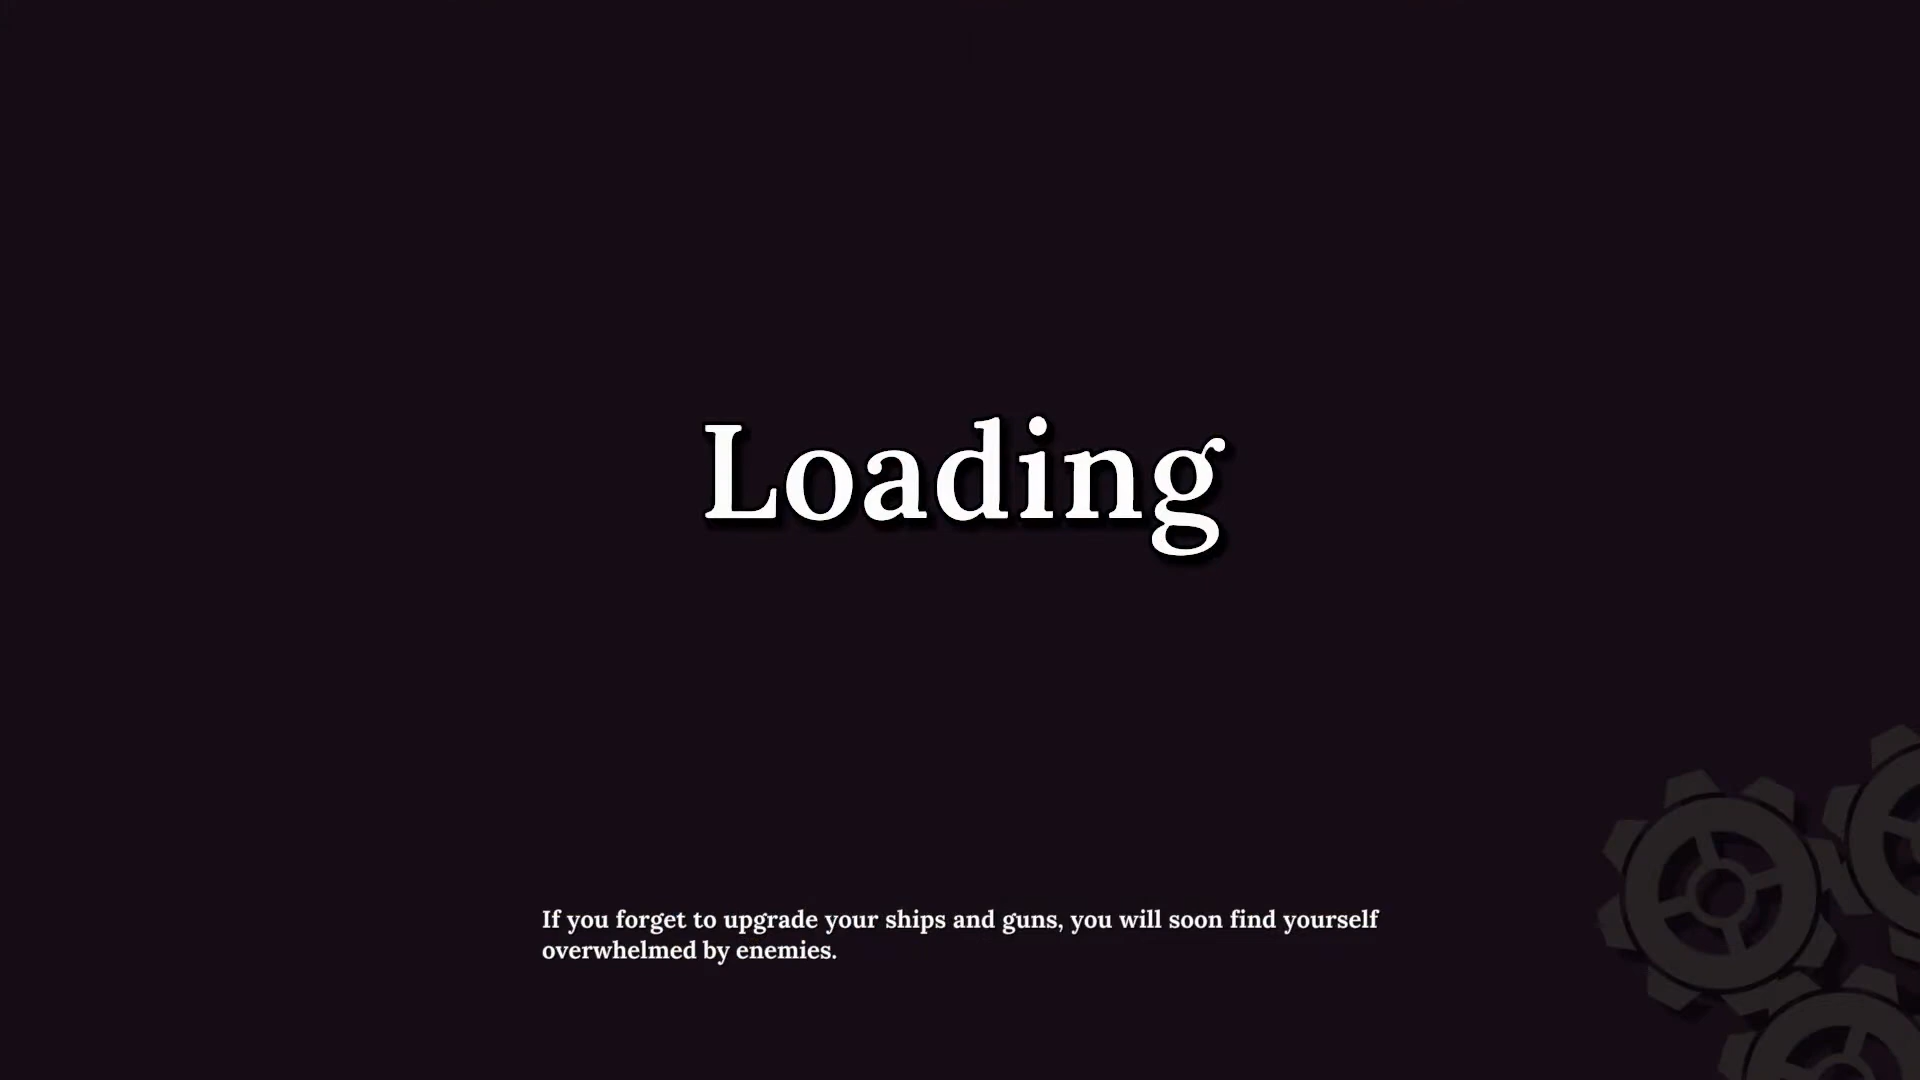 Loading
If you forget to upgrade your ships and guns, you will soon find yourself
overwhelmed by enemies.